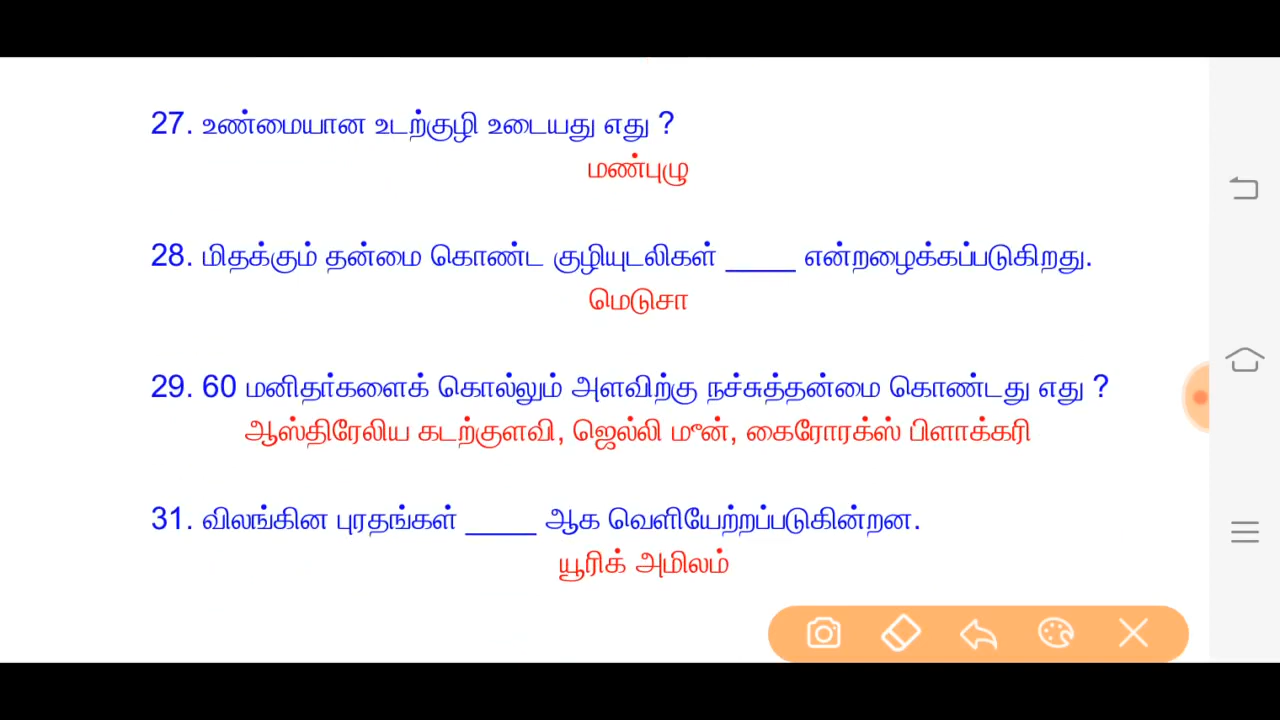 27. உண்மையான உடற்குழி உடையது எது ?
மண்புழு
28. மிதக்கும் தன்மை கொண்ட குழியுடலிகள் ____ என்றழைக்கப்படுகிறது.
மெடுசா
29. 60 மனிதர்களைக் கொல்லும் அளவிற்கு நச்சுத்தன்மை கொண்டது எது ?
ஆஸ்திரேலிய கடற்குளவி, ஜெல்லி மூன், கைரோரக்ஸ் பிளாக்கரி
31. விலங்கின புரதங்கள் ____ ஆக வெளியேற்றப்படுகின்றன.
யூரிக் அமிலம்